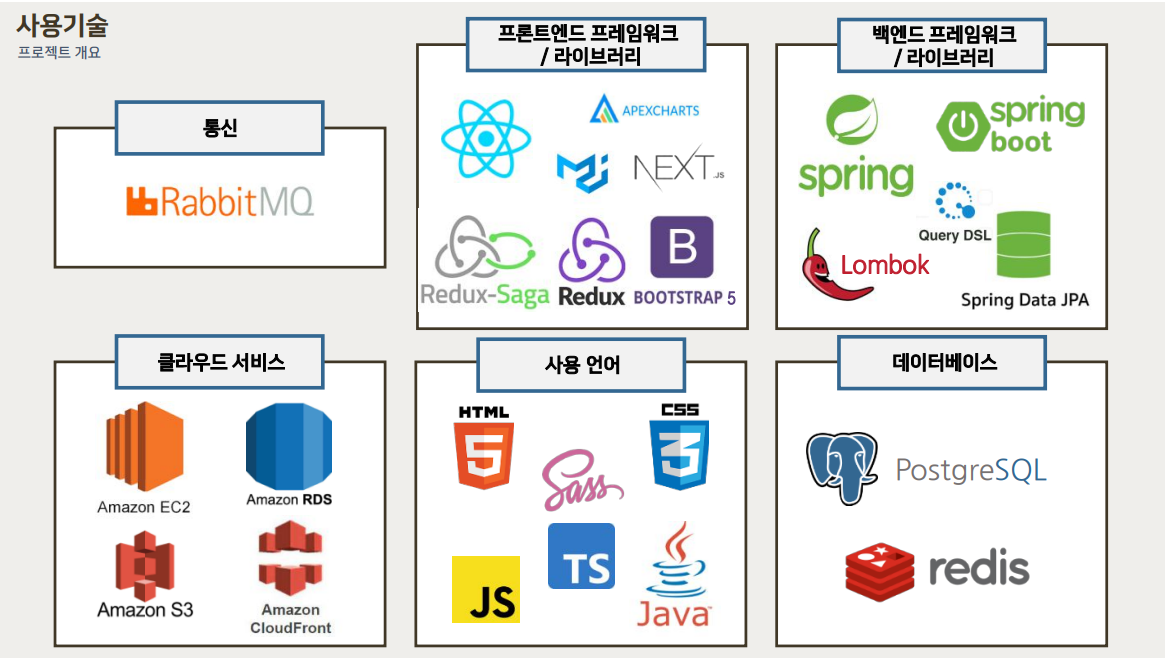 사용기술
프로젝트 개요
통신
RabbitMQ
프론트엔드 프레임워크
/ 라이브러리
APEXCHARTS
NEXT.JS
Redux-Saga
Redux
B
BOOTSTRAP 5
백엔드 프레임워크
/ 라이브러리
spring
spring
boot
Query DSL
Lombok
Spring Data JPA
클라우드 서비스
Amazon EC2
Amazon RDS
Amazon S3
Amazon
CloudFront
사용 언어
HTML
5
CSS
3
Sass
JS
TS
Java™
데이터베이스
PostgreSQL
redis